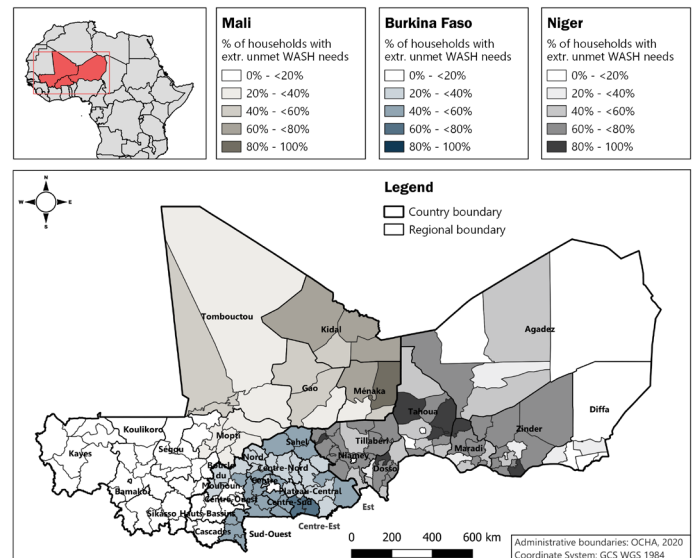 Mali
% of households with
extr. unmet WASH needs
0% - <20%
20% - <40%
40% - <60%
60% - <80%
80% - 100%
Burkina Faso
% of households with
extr. unmet WASH needs
0% - <20%
20% - <40%
40% - <60%
60% - <80%
80% - 100%
Niger
% of households with
extr. unmet WASH needs
0% - <20%
20% - <40%
40% - <60%
60% - <80%
80% - 100%
N
W
E
S
Legend
Country boundary
Regional boundary
Tombouctou
Kidal
Agadez
Gao
Ménaka
Tahoua
Diffa
Koulikoro
Mopti
Zinder
Kayes
Ségou
Sahel
Tillabéri
Maradi
Nord
Niamey
Boucle
du
Mouhoun
Centre-Nord
Dosso
Centre
Bamako
Plateau-Central
Centre-Ouest
Centre-Sud
Est
Sikasso
Hauts-Bassins
Centre-Est
Cascades
Sud-Ouest
0
200
400
600 km
Administrative boundaries: OCHA, 2020
Coordinate System: GCS WGS 1984